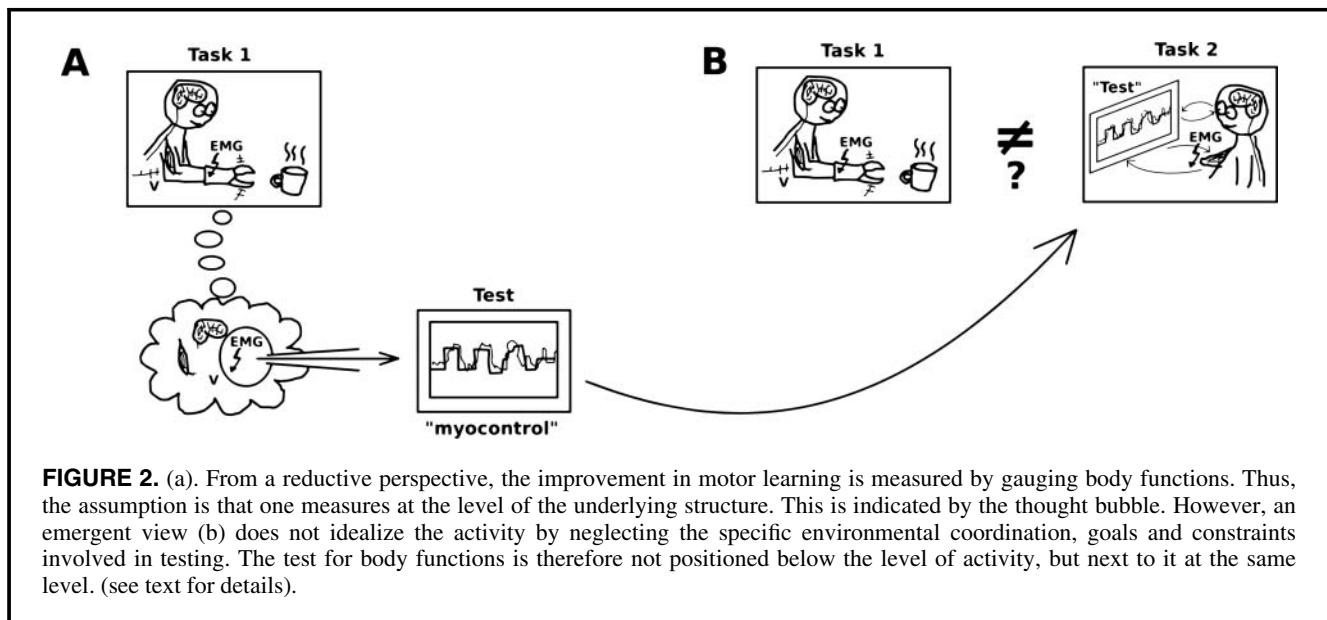 A
Task 1
EMG
V
EMG
V
Test
"myocontrol"
B
Task 1
EMG
V
≠
?
Task 2
"Test"
EMG
FIGURE 2. (a). From a reductive perspective, the improvement in motor learning is measured by gauging body functions. Thus,
the assumption is that one measures at the level of the underlying structure. This is indicated by the thought bubble. However, an
emergent view (b) does not idealize the activity by neglecting the specific environmental coordination, goals and constraints
involved in testing. The test for body functions is therefore not positioned below the level of activity, but next to it at the same
level. (see text for details).